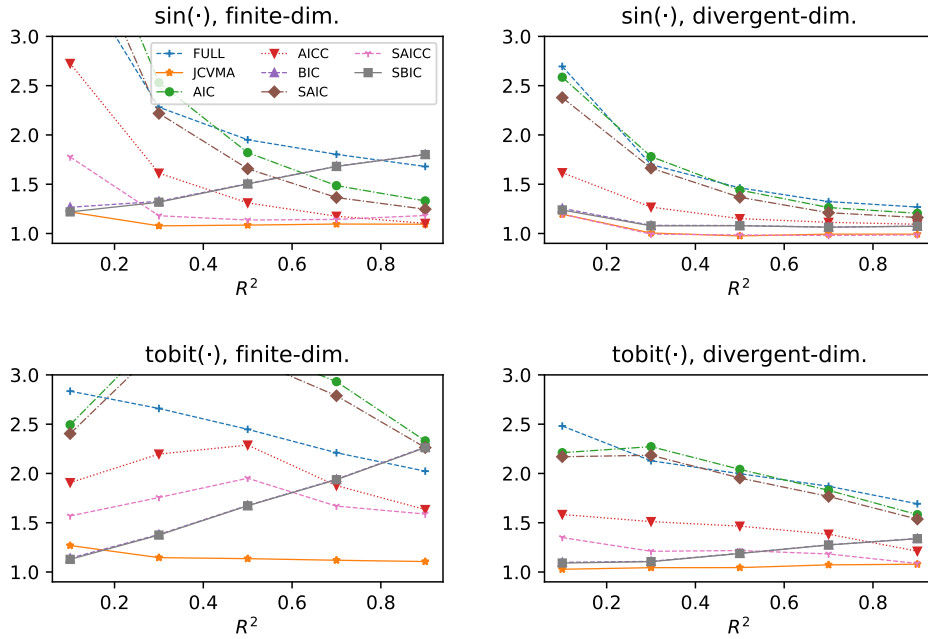 sin(·), finite-dim.
3.0
2.5
2.0
1.5
1.0
FULL
JCVMA
AIC
AICC
BIC
SAIC
SAICC
SBIC
0.2 0.4 0.6 0.8
R²
sin(·), divergent-dim.
3.0
2.5
2.0
1.5
1.0
0.2 0.4 0.6 0.8
R²
tobit(·), finite-dim.
3.0
2.5
2.0
1.5
1.0
0.2 0.4 0.6 0.8
R²
tobit(·), divergent-dim.
3.0
2.5
2.0
1.5
1.0
0.2 0.4 0.6 0.8
R²